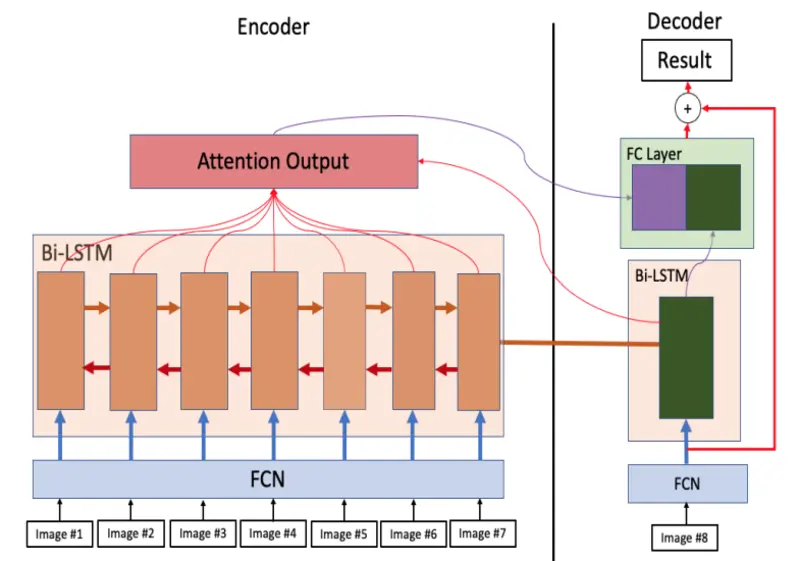 Encoder
Decoder
Result
+
FC Layer
Attention Output
Bi-LSTM
Bi-LSTM
FCN
FCN
Image #1
Image #2
Image #3
Image #4
Image #5
Image #6
Image #7
Image #8